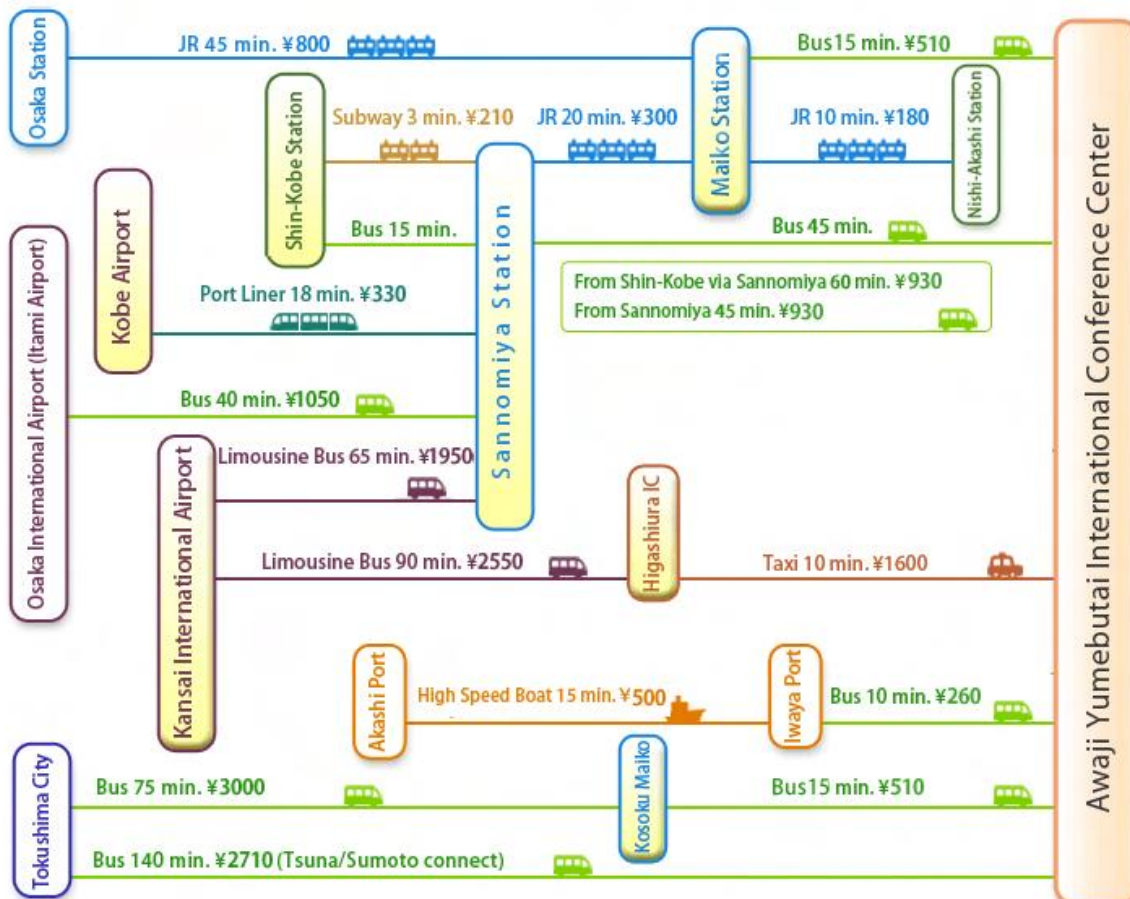 Osaka Station
JR 45 min. ¥800
Maiko Station
Bus15 min. ¥510
Shin-Kobe Station
Subway 3 min. ¥210
JR 20 min. ¥300
JR 10 min. ¥180
Nishi-Akashi Station
Kobe Airport
Bus 15 min.
Sannomiya Station
Bus 45 min.
Osaka International Airport (Itami Airport)
Port Liner 18 min. ¥330
From Shin-Kobe via Sannomiya 60 min. ¥930
From Sannomiya 45 min. ¥930
Bus 40 min. ¥1050
Kansai International Airport
Limousine Bus 65 min. ¥1950
Limousine Bus 90 min. ¥2550
Higashiura IC
Taxi 10 min. ¥1600
Akashi Port
High Speed Boat 15 min. ¥500
Iwaya Port
Bus 10 min. ¥260
Tokushima City
Bus 75 min. ¥3000
Kosoku Maiko
Bus15 min. ¥510
Bus 140 min. ¥2710 (Tsuna/Sumoto connect)
Awaji Yumebutai International Conference Center